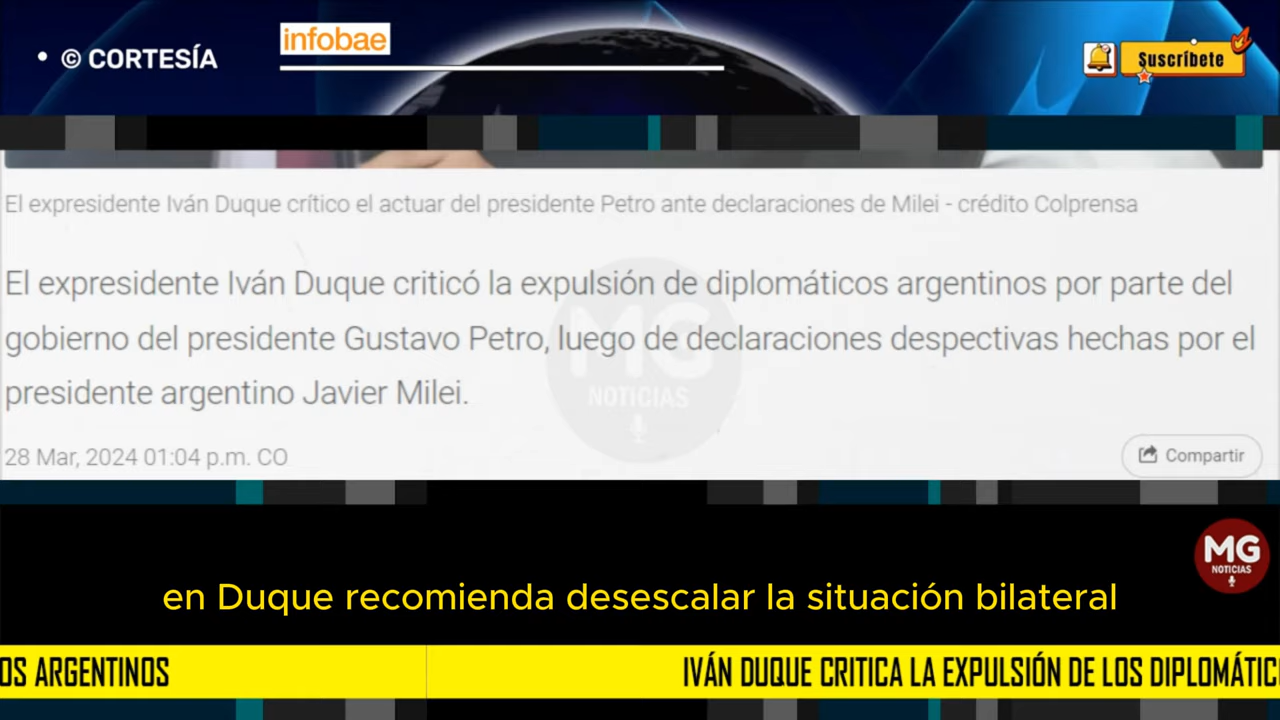 • © CORTESÍA
infobae
Suscríbete
El expresidente Iván Duque crítico el actuar del presidente Petro ante declaraciones de Milei - crédito Colprensa
El expresidente Iván Duque criticó la expulsión de diplomáticos argentinos por parte del
gobierno del presidente Gustavo Petro, luego de declaraciones despectivas hechas por el
presidente argentino Javier Milei.
MG
NOTICIAS
28 Mar, 2024 01:04 p.m. CO
Compartir
MG
NOTICIAS
en Duque recomienda desescalar la situación bilateral
OS ARGENTINOS
IVÁN DUQUE CRITICA LA EXPULSIÓN DE LOS DIPLOMÁTIC